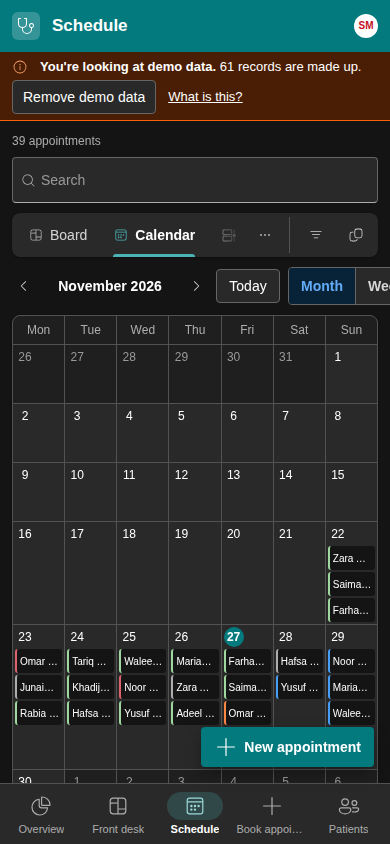 Schedule
SM
You're looking at demo data. 61 records are made up.
Remove demo data What is this?
39 appointments
Search
Board Calendar ...
November 2026 Today Month Wee
Mon Tue Wed Thu Fri Sat Sun
26 27 28 29 30 31 1
2 3 4 5 6 7 8
9 10 11 12 13 14 15
16 17 18 19 20 21 22
Zara ...
Saima...
Farha...
23 24 25 26 27 28 29
Omar ... Tariq ... Walee... Maria... Farha... Hafsa ... Noor ...
Junai... Khadij... Noor ... Zara ... Saima... Yusuf ... Maria...
Rabia ... Hafsa ... Yusuf ... Adeel ... Omar ... Walee...
New appointment
30 1 2 3 4 5 6
Overview Front desk Schedule Book appoi... Patients